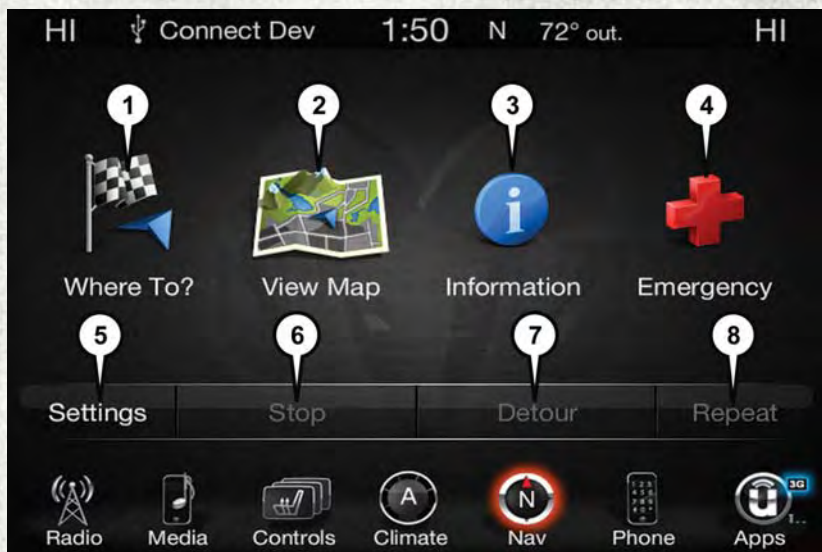 HI Connect Dev 1:50 N 72° out. HI
1 2 3 4
Where To? View Map Information Emergency
5 6 7 8
Settings Stop Detour Repeat
A N 3G
Radio Media Controls Climate Nav Phone Apps